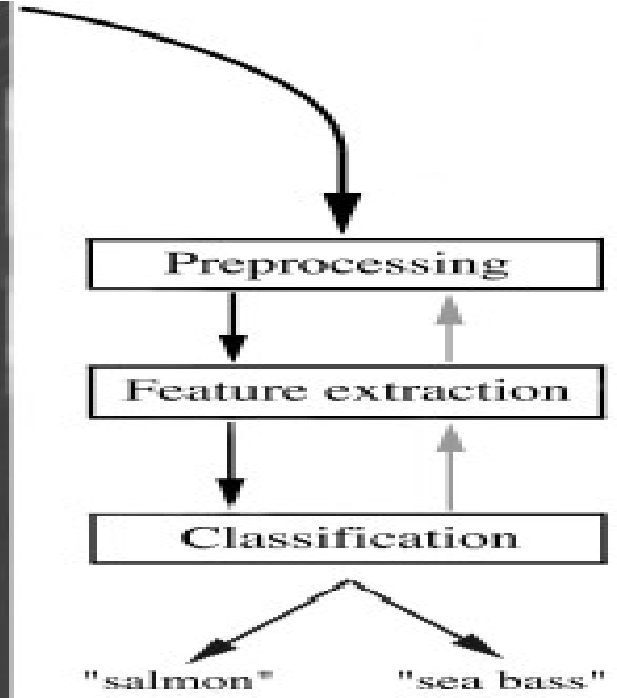 Preprocessing
Feature extraction
Classification
"salmon" "sea bass"